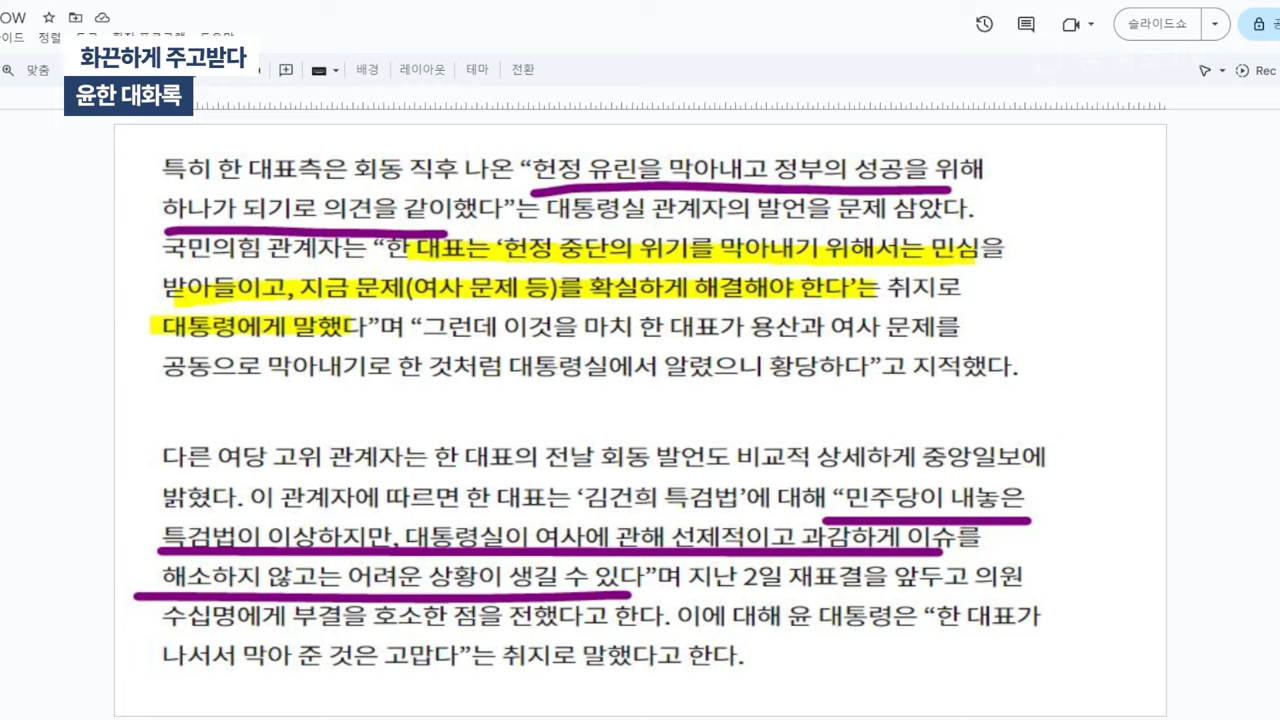 OW
이드 정렬
화끈하게 주고받다
윤한 대화록
슬라이드쇼
맞춤
배경 레이아웃 테마 전환
Rec
특히 한 대표측은 회동 직후 나온 “헌정 유린을 막아내고 정부의 성공을 위해
하나가 되기로 의견을 같이했다”는 대통령실 관계자의 발언을 문제 삼았다.
국민의힘 관계자는 “한 대표는 ‘헌정 중단의 위기를 막아내기 위해서는 민심을
받아들이고, 지금 문제(여사 문제 등)를 확실하게 해결해야 한다’는 취지로
대통령에게 말했다”며 “그런데 이것을 마치 한 대표가 용산과 여사 문제를
공동으로 막아내기로 한 것처럼 대통령실에서 알렸으니 황당하다”고 지적했다.
다른 여당 고위 관계자는 한 대표의 전날 회동 발언도 비교적 상세하게 중앙일보에
밝혔다. 이 관계자에 따르면 한 대표는 ‘김건희 특검법’에 대해 “민주당이 내놓은
특검법이 이상하지만, 대통령실이 여사에 관해 선제적이고 과감하게 이슈를
해소하지 않고는 어려운 상황이 생길 수 있다”며 지난 2일 재표결을 앞두고 의원
수십명에게 부결을 호소한 점을 전했다고 한다. 이에 대해 윤 대통령은 “한 대표가
나서서 막아 준 것은 고맙다”는 취지로 말했다고 한다.